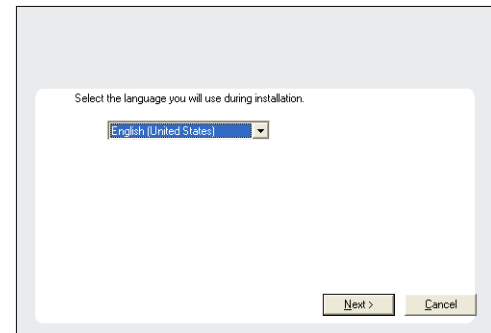 Select the language you will use during installation.
English (United States)
Next >
Cancel